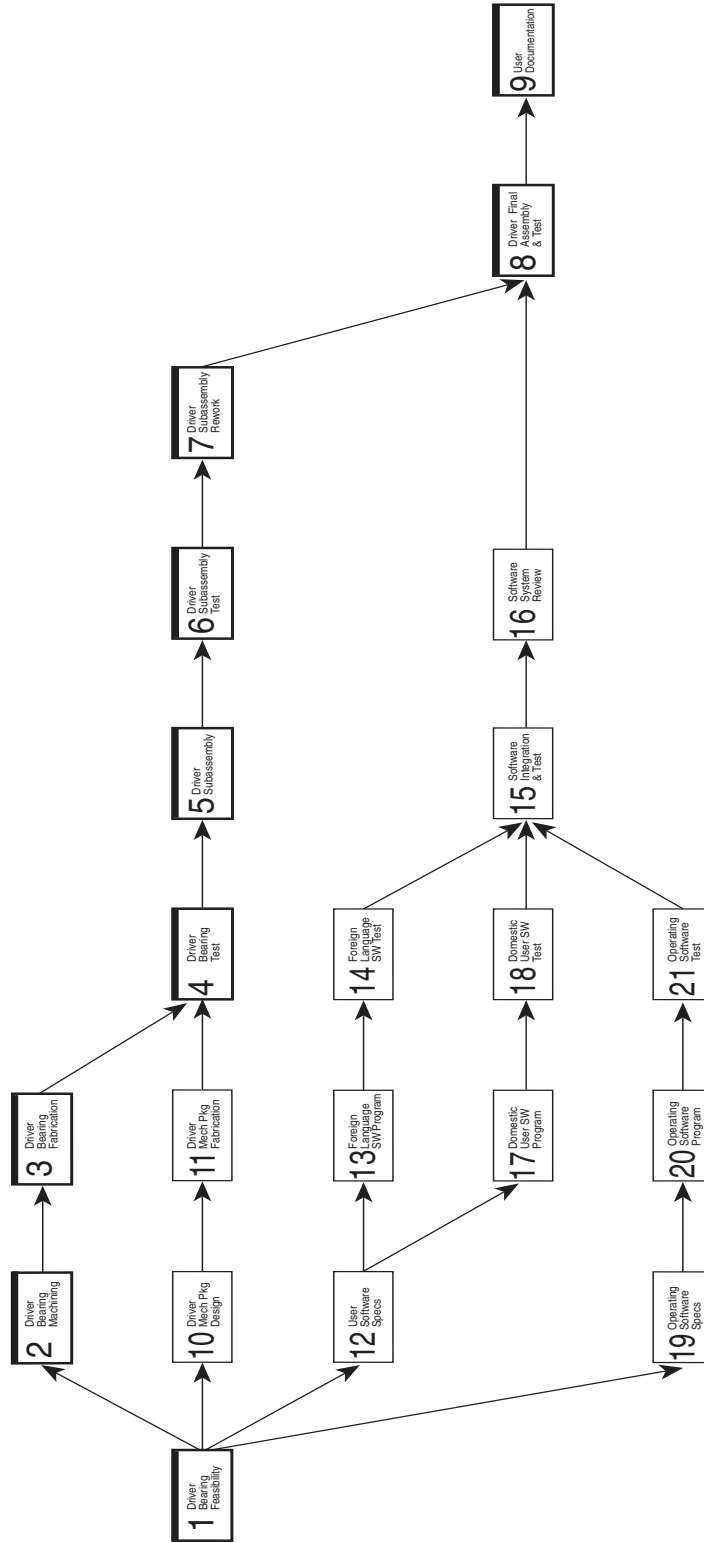 1 Driver
Bearing
Feasibility
2 Driver
Bearing
Machining
3 Driver
Bearing
Fabrication
4 Driver
Bearing
Test
5 Driver
Subassembly
6 Driver
Subassembly
Test
7 Driver
Subassembly
Rework
8 Driver Final
Assembly
& Test
9 User
Documentation
10 Driver
Mech Pkg
Design
11 Driver
Mech Pkg
Fabrication
12 User
Software
Specs
13 Foreign
Language
SW Program
14 Foreign
Language
SW Test
15 Software
Integration
& Test
16 Software
System
Review
17 Domestic
User SW
Program
18 Domestic
User SW
Test
19 Operating
Software
Specs
20 Operating
Software
Program
21 Operating
Software
Test